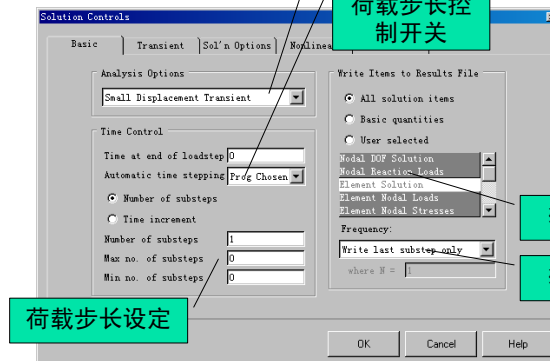 荷载步长控
制开关
Solution Controls
Basic
Transient
Sol'n Options
Nonlinea
Analysis Options
Small Displacement Transient
Time Control
Time at end of loadstep 0
Automatic time stepping Prog Chosen
Number of substeps
Time increment
Number of substeps 1
Max no. of substeps 0
Min no. of substeps 0
荷载步长设定
Write Items to Results File
All solution items
Basic quantities
User selected
Nodal DOF Solution
Nodal Reaction Loads
Element Solution
Element Nodal Loads
Element Nodal Stresses
Frequency:
Write last substep only
where N = 1
OK
Cancel
Help